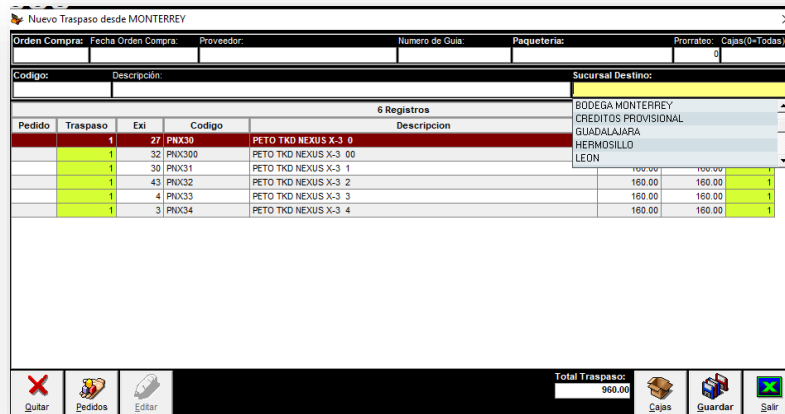 Nuevo Traspaso desde MONTERREY
Orden Compra: Fecha Orden Compra: Proveedor: Numero de Guia: Paqueteria: Prorrateo: Cajas(0=Todas)
0
Codigo: Descripción: Sucursal Destino:
BODEGA MONTERREY
CREDITOS PROVISIONAL
GUADALAJARA
HERMOSILLO
LEON
6 Registros
Pedido Traspaso Exi Codigo Descripcion
1 27 PNX30 PETO TKD NEXUS X-3 0
1 32 PNX300 PETO TKD NEXUS X-3 00
1 30 PNX31 PETO TKD NEXUS X-3 1 160.00 160.00 1
1 43 PNX32 PETO TKD NEXUS X-3 2 160.00 160.00 1
1 4 PNX33 PETO TKD NEXUS X-3 3 160.00 160.00 1
1 3 PNX34 PETO TKD NEXUS X-3 4 160.00 160.00 1
Total Traspaso:
960.00
Quitar Pedidos Editar Cajas Guardar Salir